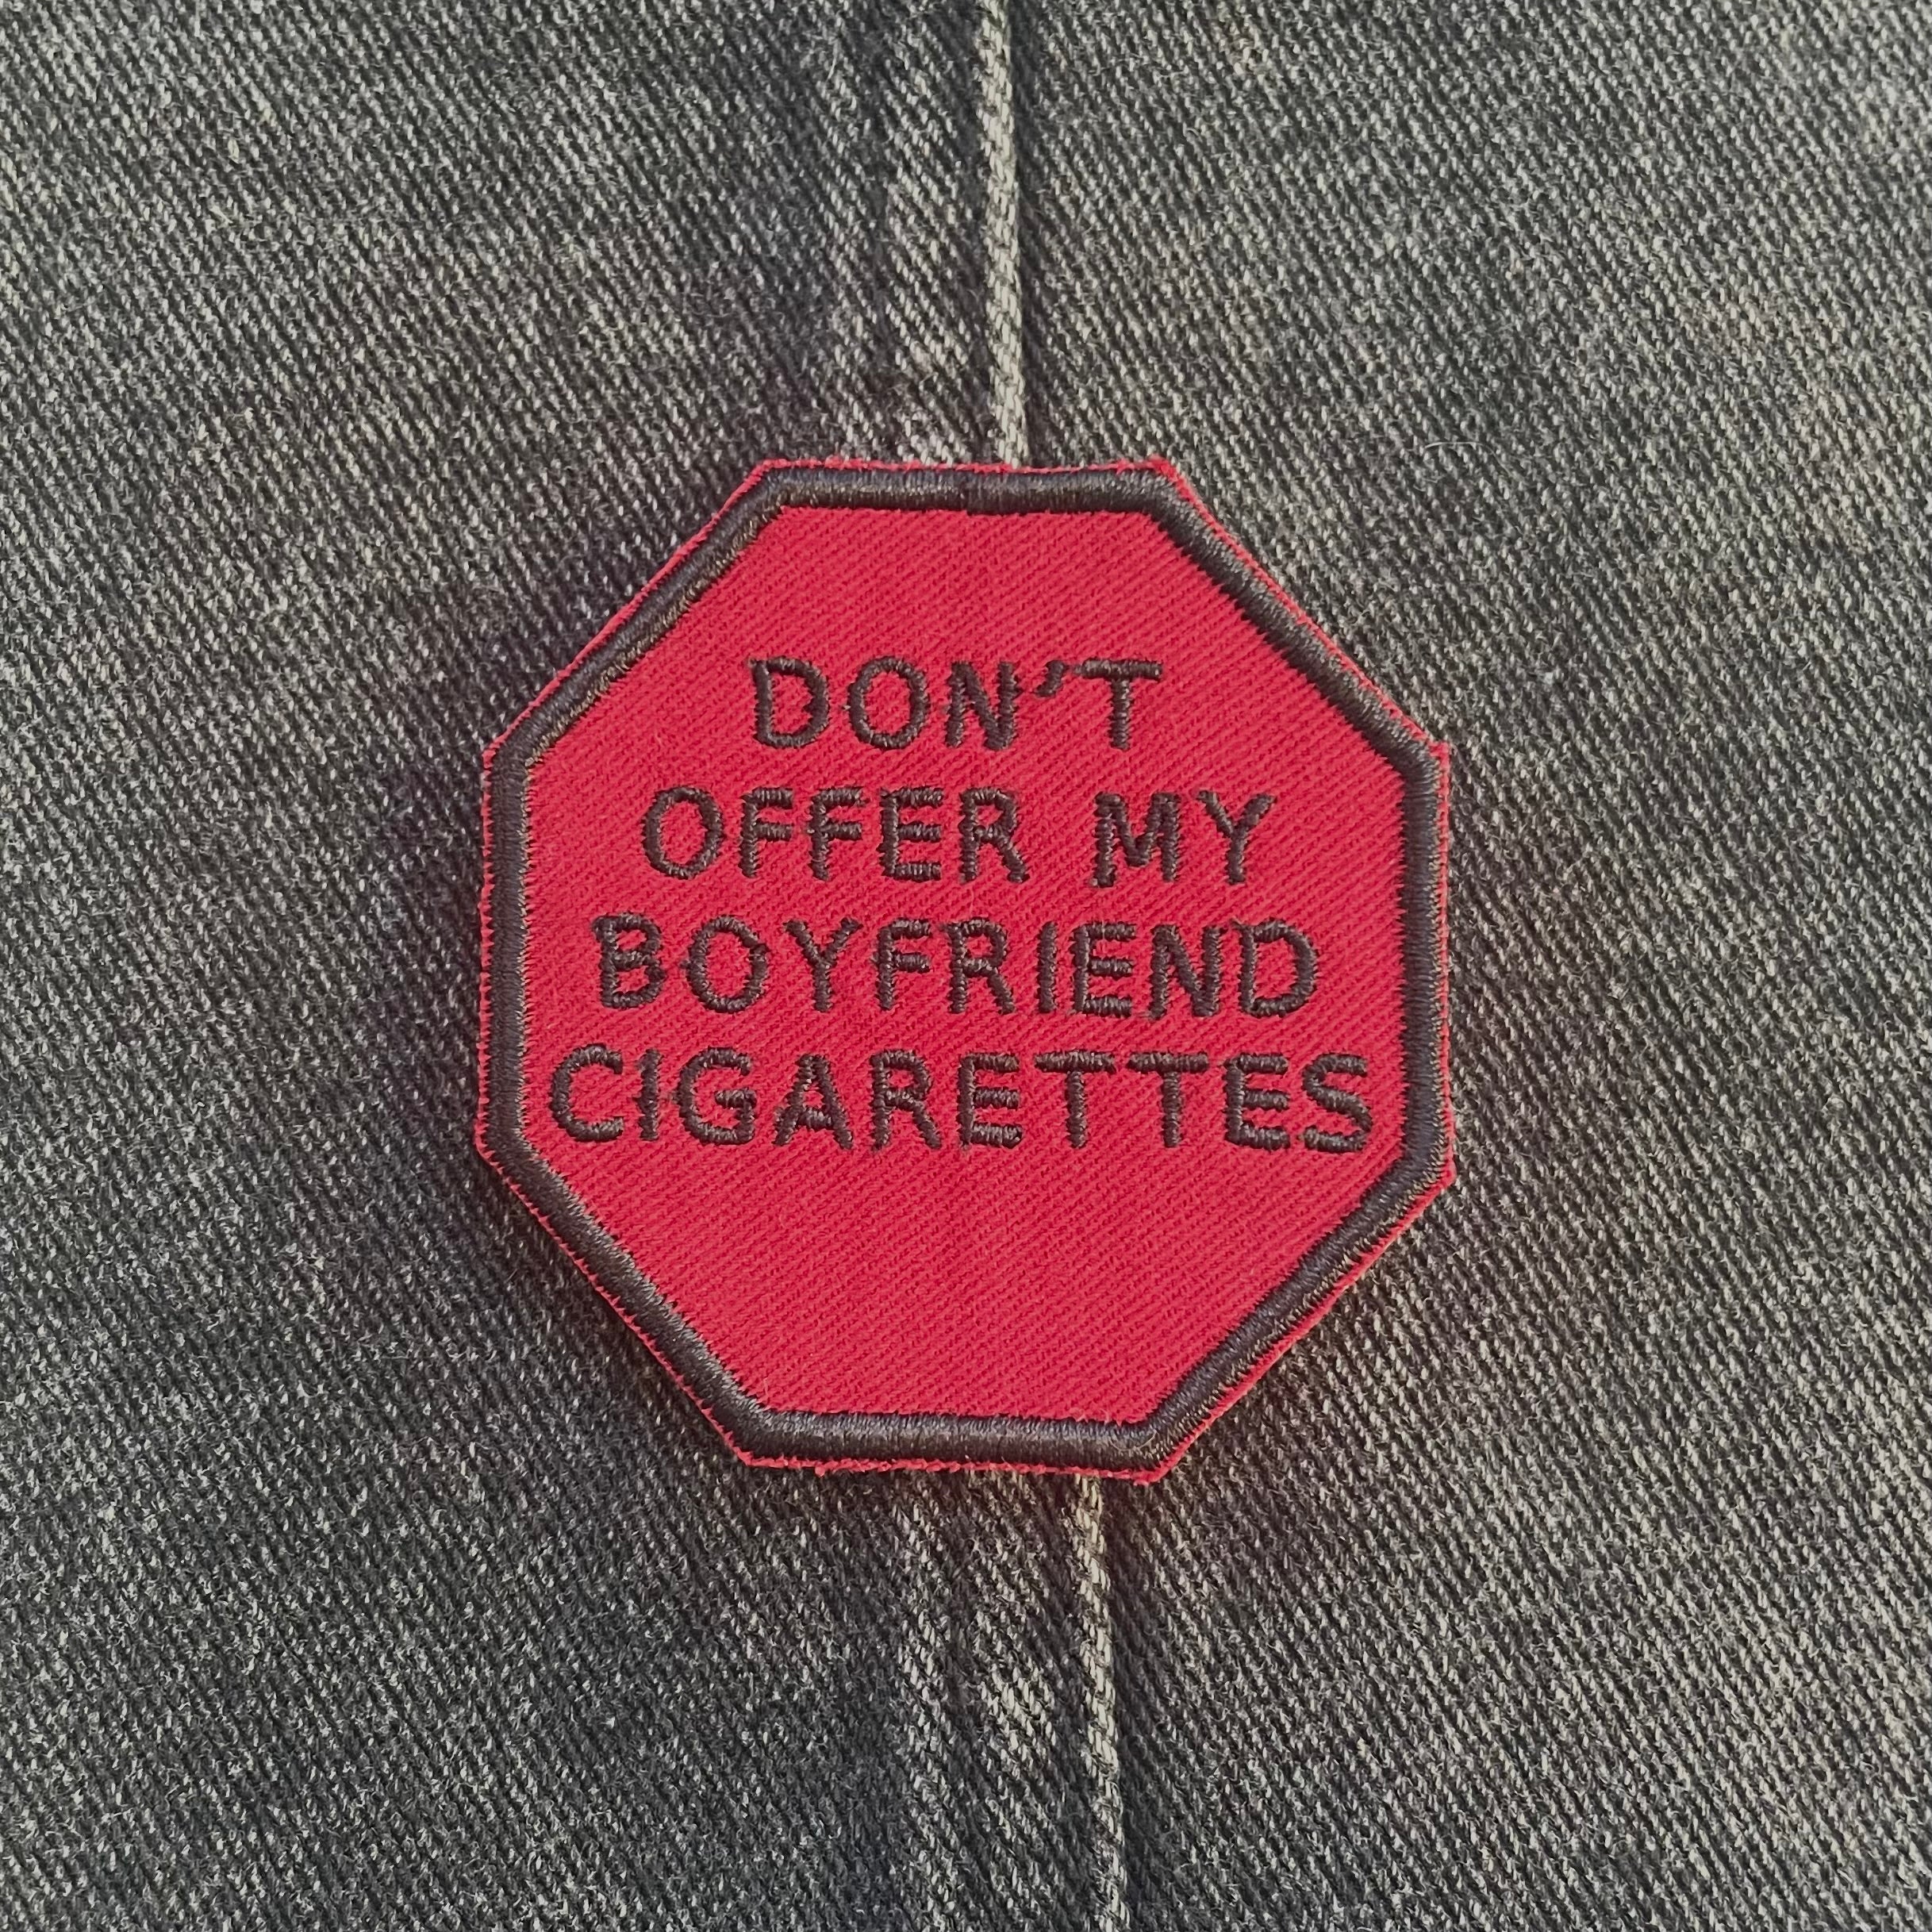 DON'T
OFFER MY
BOYFRIEND
CIGARETTES